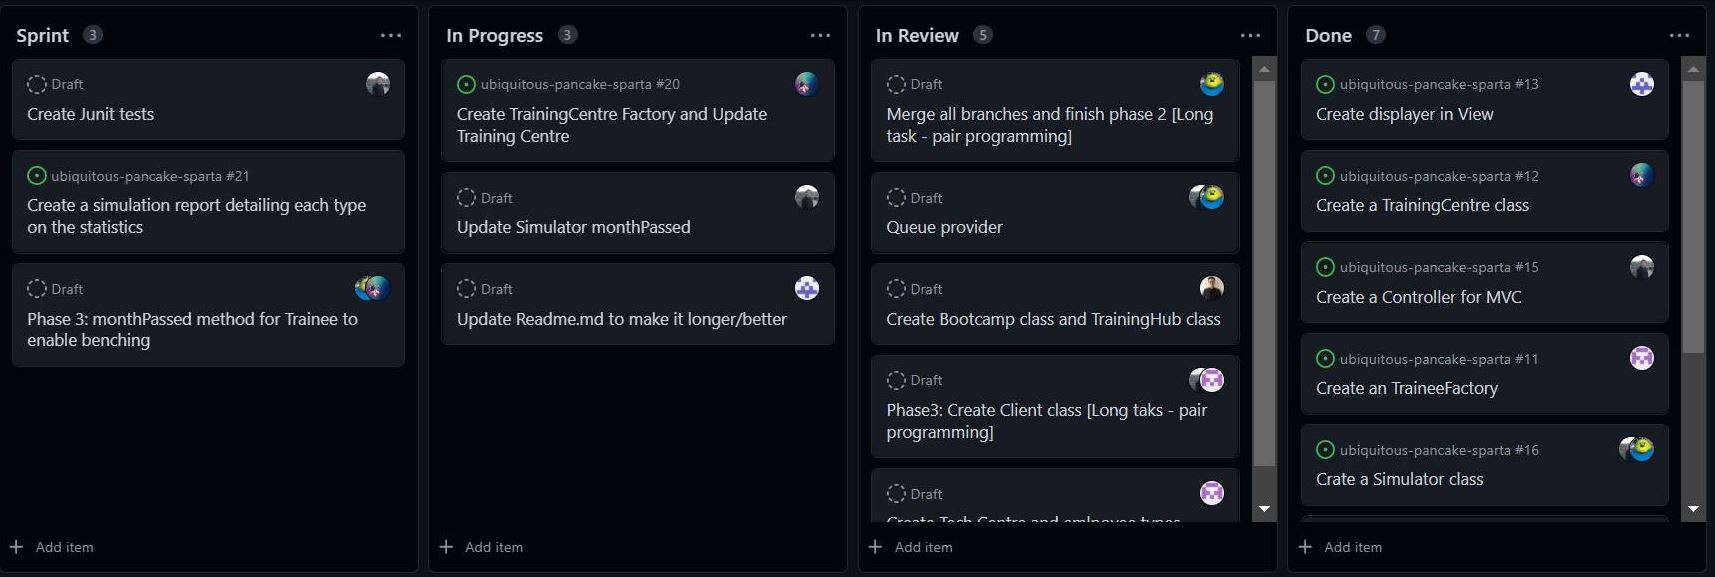 Sprint 3
Draft
Create Junit tests
ubiquitous-pancake-sparta #21
Create a simulation report detailing each type
on the statistics
Draft
Phase 3: monthPassed method for Trainee to
enable benching
Add item
In Progress 3
ubiquitous-pancake-sparta #20
Create TrainingCentre Factory and Update
Training Centre
Draft
Update Simulator monthPassed
Draft
Update Readme.md to make it longer/better
Add item
In Review 5
Draft
Merge all branches and finish phase 2 [Long
task - pair programming]
Draft
Queue provider
Draft
Create Bootcamp class and TrainingHub class
Draft
Phase3: Create Client class [Long taks - pair
programming]
Draft
Create Tech Centre and emlpoyee types
Add item
Done 7
ubiquitous-pancake-sparta #13
Create displayer in View
ubiquitous-pancake-sparta #12
Create a TrainingCentre class
ubiquitous-pancake-sparta #15
Create a Controller for MVC
ubiquitous-pancake-sparta #11
Create an TraineeFactory
ubiquitous-pancake-sparta #16
Crate a Simulator class
Add item